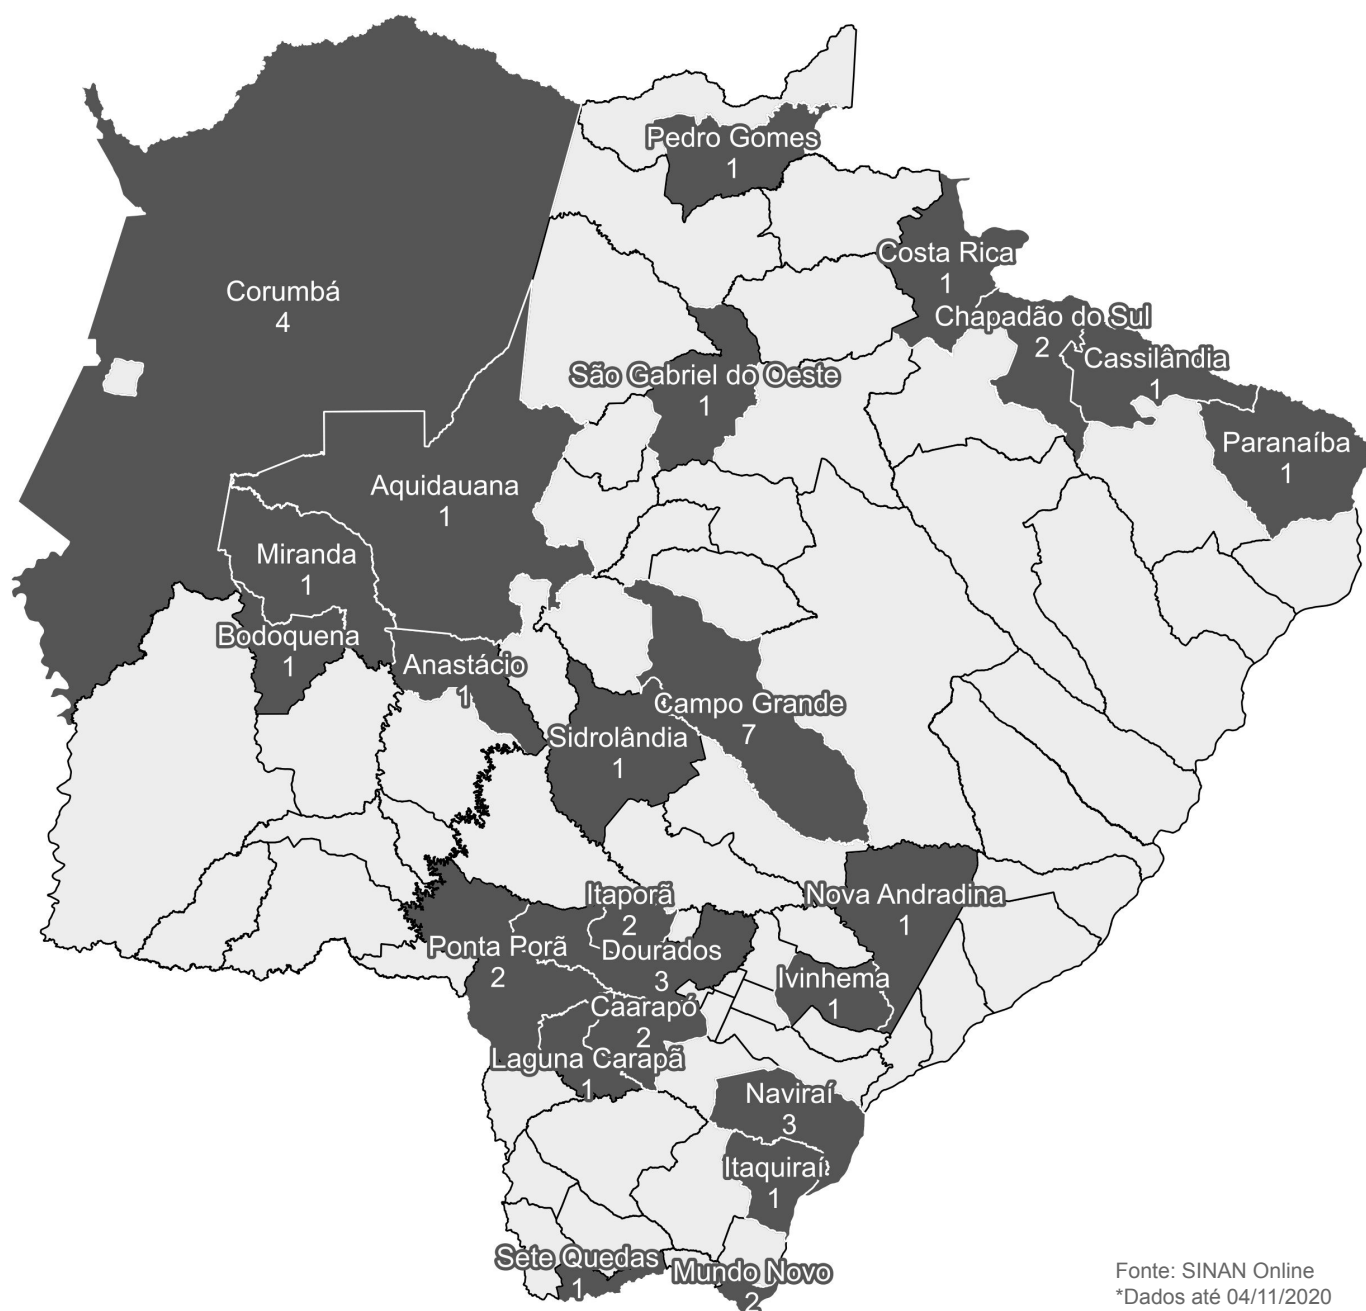 Pedro Gomes
1
Costa Rica
1
Corumbá
4
Chapadão do Sul
2
Cassilândia
1
São Gabriel do Oeste
1
Paranaíba
1
Aquidauana
1
Miranda
1
Bodoquena
1
Anastácio
1
Campo Grande
7
Sidrolândia
1
Itaporã
2
Nova Andradina
1
Ponta Porã
2
Dourados
3
Ivinhema
1
Caarapó
2
Laguna Carapã
1
Naviraí
3
Itaquiraí
1
Sete Quedas
1
Mundo Novo
2
Fonte: SINAN Online
*Dados até 04/11/2020